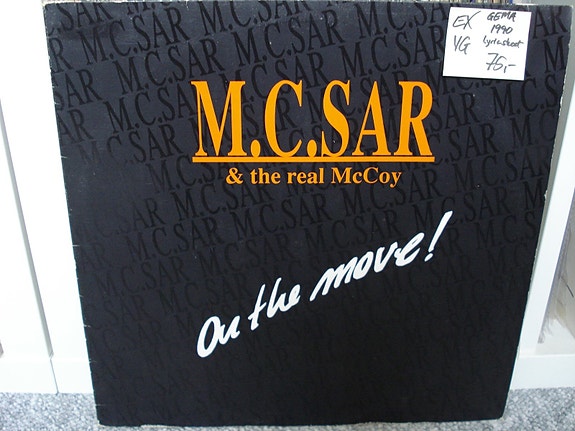 EX GEMA
1990
VG Lyricsheet
75,-
M.C.SAR
& the real McCoy
On the move!